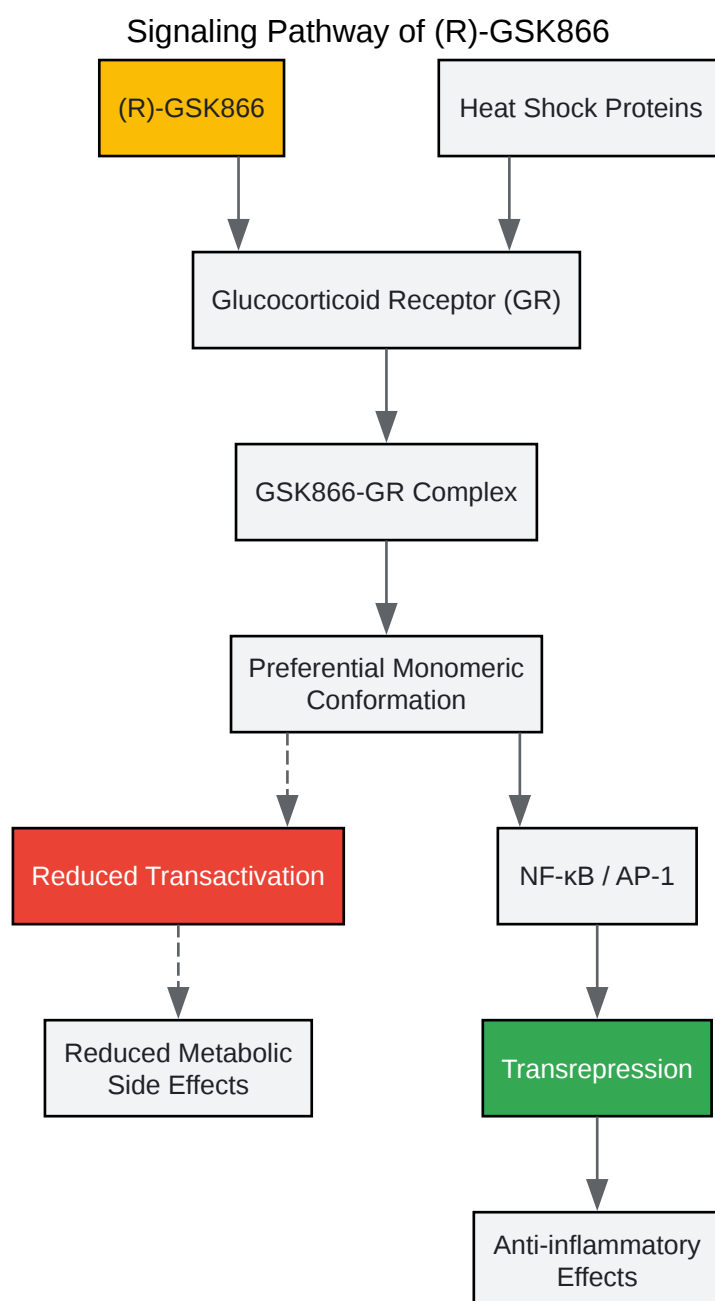 Signaling Pathway of (R)-GSK866
(R)-GSK866
Heat Shock Proteins
Glucocorticoid Receptor (GR)
GSK866-GR Complex
Preferential Monomeric
Conformation
Reduced Transactivation
NF-κB / AP-1
Reduced Metabolic
Side Effects
Transrepression
Anti-inflammatory
Effects